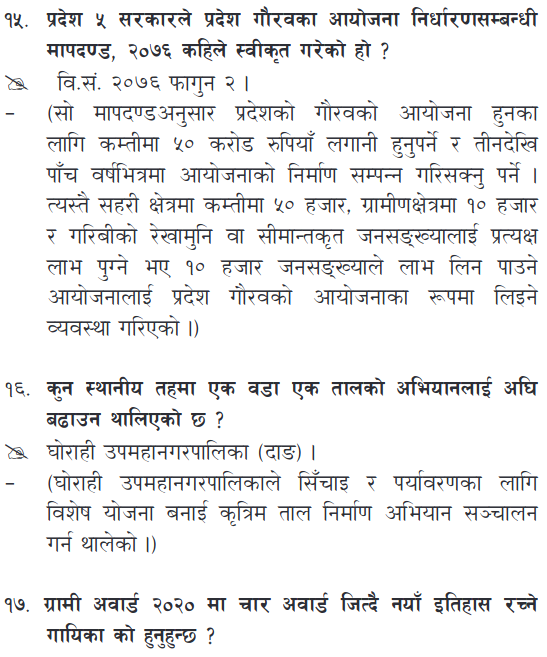 १५. प्रदेश ५ सरकारले प्रदेश गौरवका आयोजना निर्धारणसम्बन्धी
मापदण्ड, २०७६ कहिले स्वीकृत गरेको हो ?
वि.सं. २०७६ फागुन २ ।
– (सो मापदण्डअनुसार प्रदेशको गौरवको आयोजना हुनका
लागि कम्तीमा ५० करोड रुपियाँ लगानी हुनुपर्ने र तीनदेखि
पाँच वर्षभित्रमा आयोजनाको निर्माण सम्पन्न गरिसक्नु पर्ने ।
त्यस्तै सहरी क्षेत्रमा कम्तीमा ५० हजार, ग्रामीणक्षेत्रमा १० हजार
र गरिबीको रेखामुनि वा सीमान्तकृत जनसङ्ख्यालाई प्रत्यक्ष
लाभ पुग्ने भए १० हजार जनसङ्ख्याले लाभ लिन पाउने
आयोजनालाई प्रदेश गौरवको आयोजनाका रूपमा लिइने
व्यवस्था गरिएको ।)
१६. कुन स्थानीय तहमा एक वडा एक तालको अभियानलाई अघि
बढाउन थालिएको छ ?
घोराही उपमहानगरपालिका (दाङ) ।
– (घोराही उपमहानगरपालिकाले सिँचाइ र पर्यावरणका लागि
विशेष योजना बनाई कृत्रिम ताल निर्माण अभियान सञ्चालन
गर्न थालेको ।)
१७. ग्रामी अवार्ड २०२० मा चार अवार्ड जित्दै नयाँ इतिहास रच्ने
गायिका को हुनुहुन्छ ?